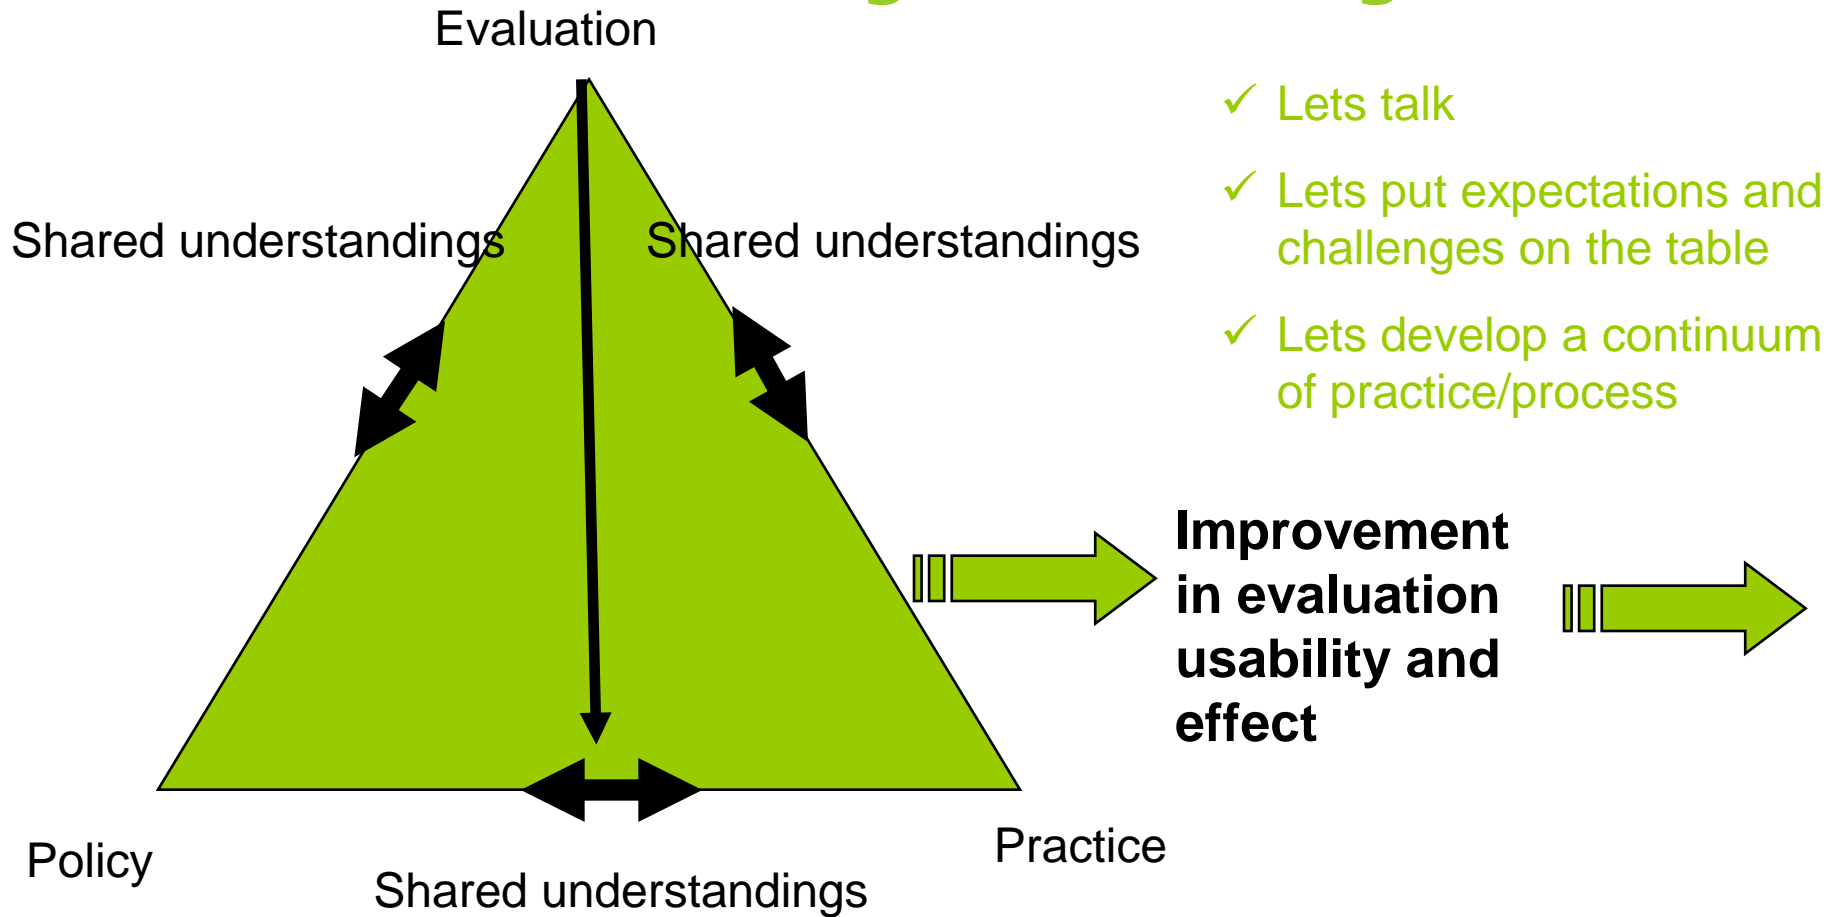 Evaluation
✓ Lets talk
✓ Lets put expectations and
challenges on the table
Shared understandings
Shared understandings
✓ Lets develop a continuum
of practice/process
Improvement
in evaluation
usability and
effect
Policy
Practice
Shared understandings